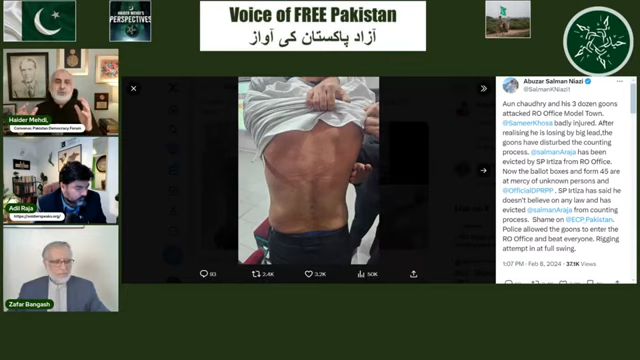 HAIDER MEHDI'S
PERSPECTIVES
Voice of FREE Pakistan
آزاد پاکستان کی آواز
Haider Mehdi,
Convenor, Pakistan Democracy Forum
Adil Raja
https://soldierspeaks.org/
Zafar Bangash
93
2.4K
3.2K
50K
Abuzar Salman Niazi
@SalmanKNiazi1
Aun chaudhry and his 3 dozen goons
attacked RO Office Model Town.
@SameerKhosa badly injured. After
realising he is losing by big lead,the
goons have disturbed the counting
process. @salmanAraja has been
evicted by SP Irtiza from RO Office.
Now the ballot boxes and form 45 are
at mercy of unknown persons and
@OfficialDPRPP . SP Irtiza has said he
doesn't believe on any law and has
evicted @salmanAraja from counting
process. Shame on @ECP_Pakistan.
Police allowed the goons to enter the
RO Office and beat everyone. Rigging
attempt in at full swing.
1:07 PM · Feb 8, 2024 · 37.1K Views